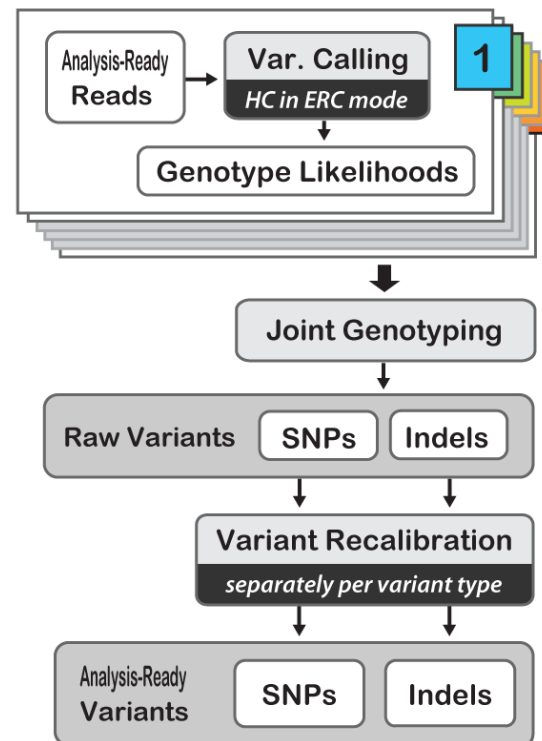 Analysis-Ready
Reads
Var. Calling
HC in ERC mode
1
Genotype Likelihoods
Joint Genotyping
Raw Variants
SNPs
Indels
Variant Recalibration
separately per variant type
Analysis-Ready
Variants
SNPs
Indels